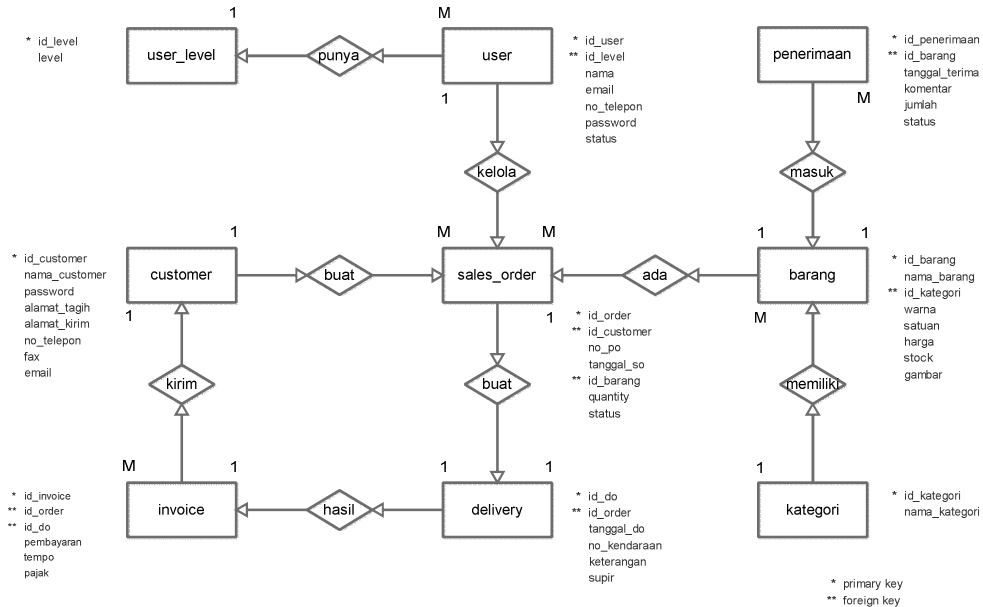 1
M
* id_level
level
user_level
punya
user
1
* id_user
** id_level
nama
email
no_telepon
password
status
penerimaan
M
* id_penerimaan
** id_barang
tanggal_terima
komentar
jumlah
status
kelola
masuk
1
M
M
1
1
* id_customer
nama_customer
password
alamat_tagih
alamat_kirim
no_telepon
fax
email
customer
1
buat
sales_order
1
ada
barang
M
* id_barang
nama_barang
** id_kategori
warna
satuan
harga
stock
gambar
* id_order
** id_customer
no_po
tanggal_so
** id_barang
quantity
status
kirim
buat
memiliki
M
1
1
1
1
* id_invoice
** id_order
** id_do
pembayaran
tempo
pajak
invoice
hasil
delivery
* id_do
** id_order
tanggal_do
no_kendaraan
keterangan
supir
kategori
* id_kategori
nama_kategori
* primary key
** foreign key